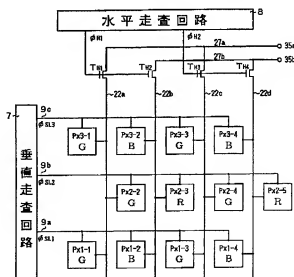 8
水平走査回路
ΦH1 ΦH2
27a 35a
27b 35b
TH1 TH2 TH3 TH4
22a 22b 22c 22d
7
垂直走査回路
9c
ΦSL3
Px3-1 G Px3-2 B Px3-3 G Px3-4 B
9b
ΦSL2
Px2-2 G Px2-3 R Px2-4 G Px2-5 R
9a
ΦSL1
Px1-1 G Px1-2 B Px1-3 G Px1-4 B